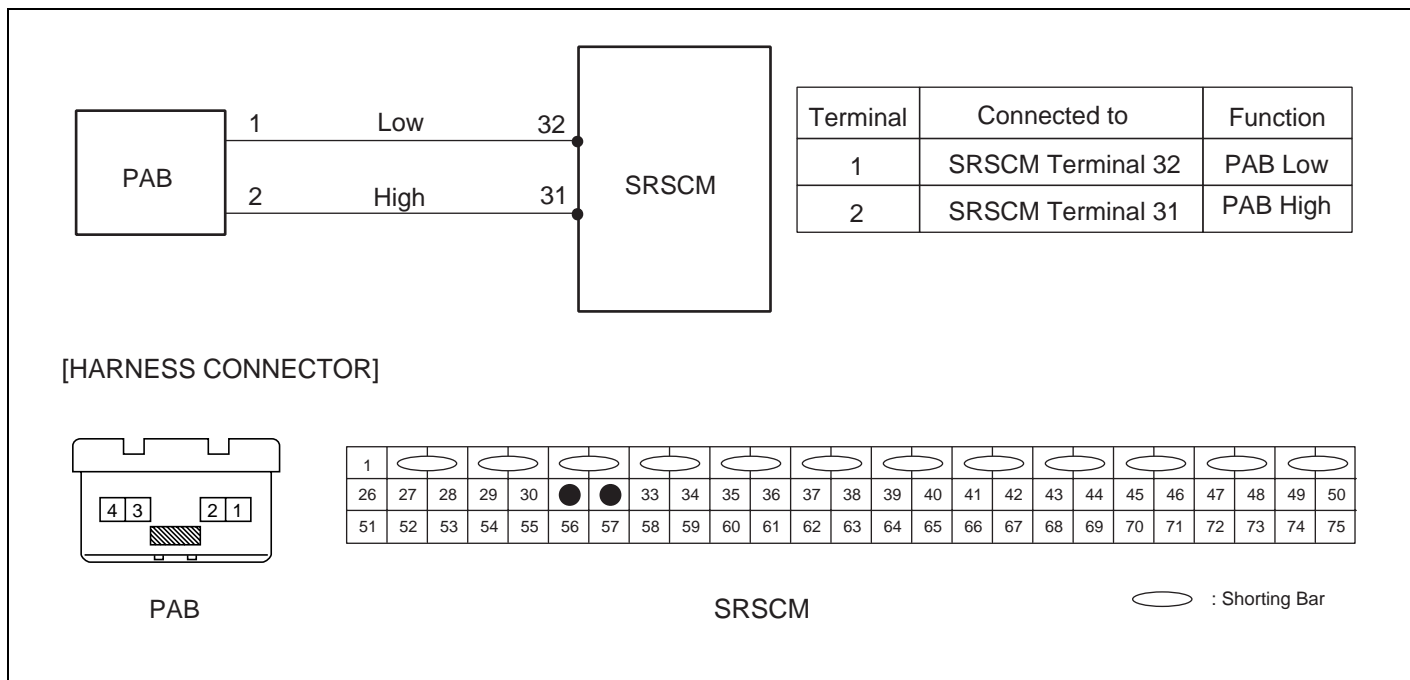 1 Low 32
PAB
2 High 31
SRSCM
Terminal Connected to Function
1 SRSCM Terminal 32 PAB Low
2 SRSCM Terminal 31 PAB High
[HARNESS CONNECTOR]
4 3 2 1
PAB
1
26 27 28 29 30 33 34 35 36 37 38 39 40 41 42 43 44 45 46 47 48 49 50
51 52 53 54 55 56 57 58 59 60 61 62 63 64 65 66 67 68 69 70 71 72 73 74 75
SRSCM
: Shorting Bar